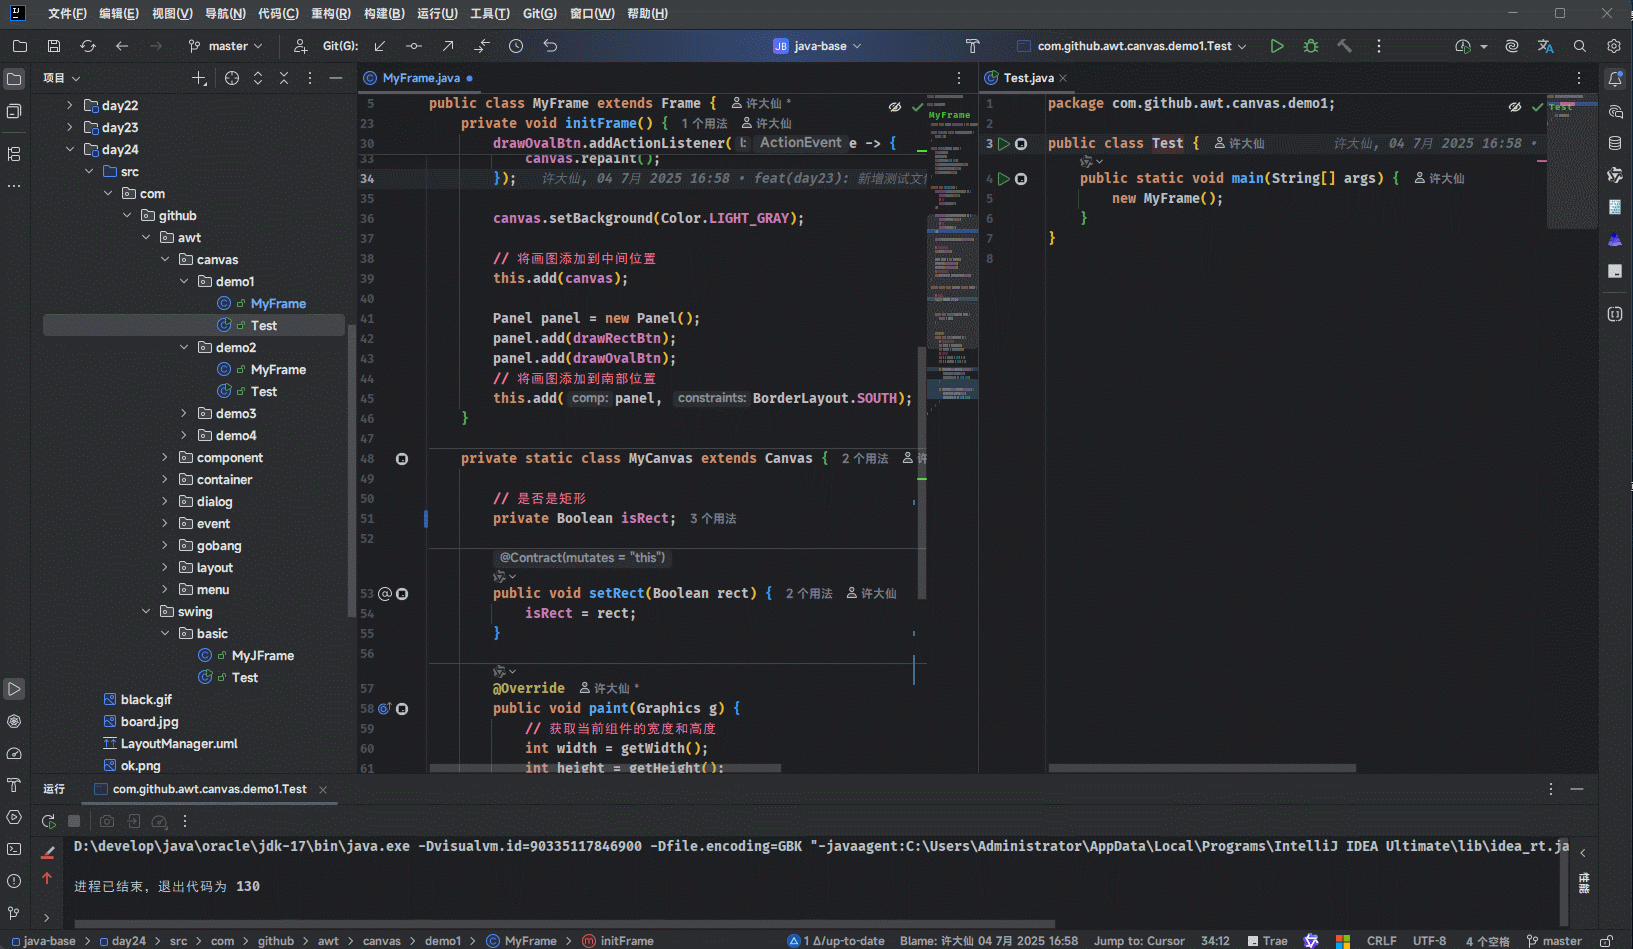 文件(F) 编辑(E) 视图(V) 导航(N) 代码(C) 重构(R) 构建(B) 运行(U) 工具(T) Git(G) 窗口(W) 帮助(H)
master Git(G): JB java-base com.github.awt.canvas.demo1.Test
项目
day22
day23
day24
src
com
github
awt
canvas
demo1
MyFrame
Test
demo2
MyFrame
Test
demo3
demo4
component
container
dialog
event
gobang
layout
menu
swing
basic
MyJFrame
Test
black.gif
board.jpg
LayoutManager.uml
ok.png
MyFrame.java
5 public class MyFrame extends Frame { 许大仙 *
23 private void initFrame() { 1 个用法 许大仙
30 drawOvalBtn.addActionListener( ActionEvent e -> {
33 canvas.repaint();
34 }); 许大仙, 04 7月 2025 16:58 • feat(day23): 新增测试文
35
36 canvas.setBackground(Color.LIGHT_GRAY);
37
38 // 将画图添加到中间位置
39 this.add(canvas);
40
41 Panel panel = new Panel();
42 panel.add(drawRectBtn);
43 panel.add(drawOvalBtn);
44 // 将画图添加到南部位置
45 this.add( comp: panel, constraints: BorderLayout.SOUTH);
46 }
47
48 private static class MyCanvas extends Canvas { 2 个用法
49
50 // 是否是矩形
51 private Boolean isRect; 3 个用法
52
@Contract(mutates = "this")
53 public void setRect(Boolean rect) { 2 个用法 许大仙
54 isRect = rect;
55 }
56
57 @Override 许大仙 *
58 public void paint(Graphics g) {
59 // 获取当前组件的宽度和高度
60 int width = getWidth();
61 int height = getHeight();
MyFrame
Test.java
1 package com.github.awt.canvas.demo1;
2
3 public class Test { 许大仙 许大仙, 04 7月 2025 16:58 •
4 public static void main(String[] args) { 许大仙
5 new MyFrame();
6 }
7 }
8
Test
运行 com.github.awt.canvas.demo1.Test
D:\develop\java\oracle\jdk-17\bin\java.exe -Dvisualvm.id=90335117846900 -Dfile.encoding=GBK "-javaagent:C:\Users\Administrator\AppData\Local\Programs\IntelliJ IDEA Ultimate\lib\idea_rt.ja
进程已结束，退出代码为 130
java-base day24 src com github awt canvas demo1 MyFrame initFrame 1 Δ/up-to-date Blame: 许大仙 04 7月 2025 16:58 Jump to: Cursor 34:12 Trae CRLF UTF-8 4 个空格 master